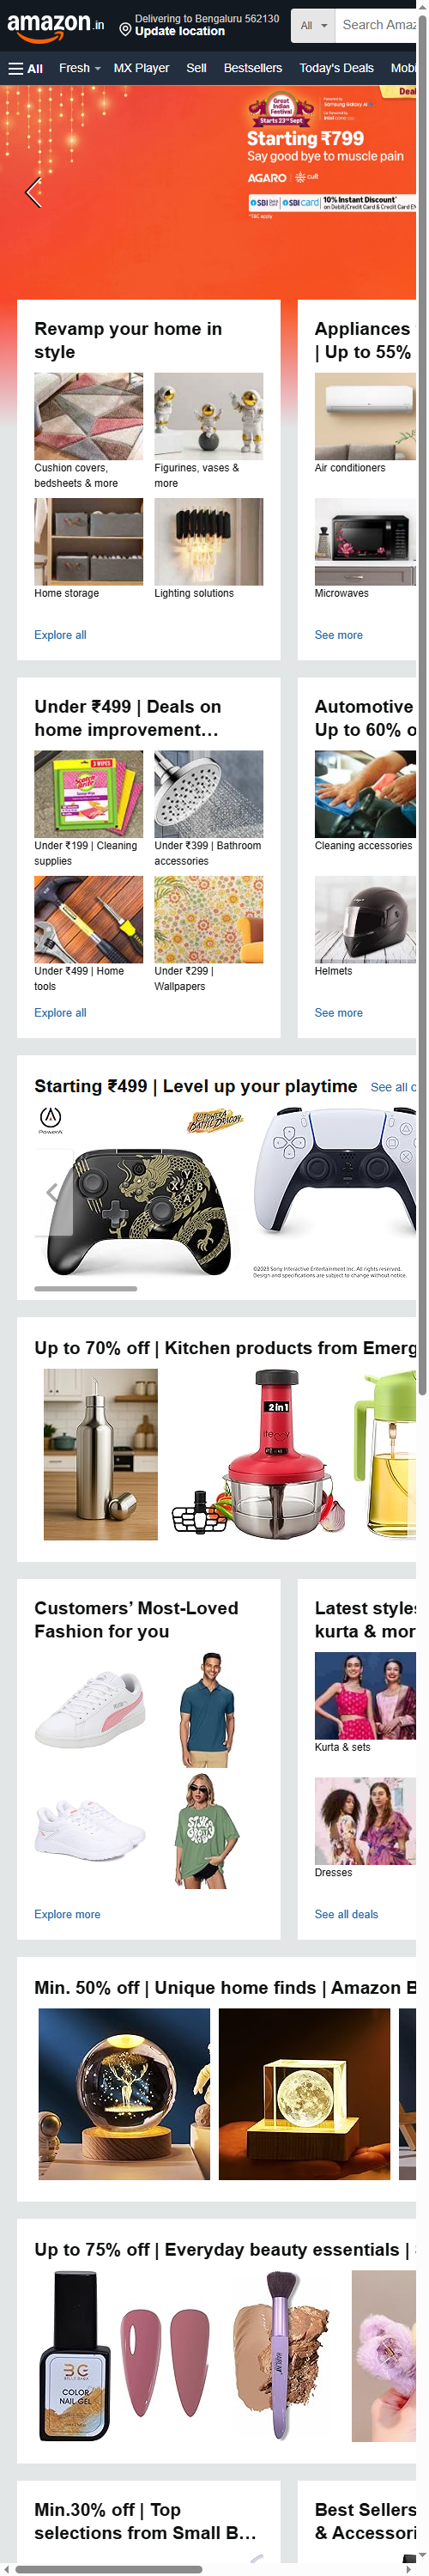 amazon.in
Delivering to Bengaluru 562130
Update location
All
Search Amaz
All
Fresh
MX Player
Sell
Bestsellers
Today's Deals
Mobi
Deal
Great
Indian
Festival
Starts 23rd Sept
Starting ₹799
Say good bye to muscle pain
AGARO
cult
SBI card
10% Instant Discount*
*T&C apply
Revamp your home in
style
Cushion covers,
bedsheets & more
Figurines, vases &
more
Home storage
Lighting solutions
Explore all
Appliances
| Up to 55%
Air conditioners
Microwaves
See more
Under ₹499 | Deals on
home improvement...
Under ₹199 | Cleaning
supplies
Under ₹399 | Bathroom
accessories
Under ₹499 | Home
tools
Under ₹299 |
Wallpapers
Explore all
Automotive
Up to 60% o
Cleaning accessories
Helmets
See more
Starting ₹499 | Level up your playtime
See all o
PowerA
©2023 Sony Interactive Entertainment Inc. All rights reserved.
Design and specifications are subject to change without notice.
Up to 70% off | Kitchen products from Emerg
2in1
Customers' Most-Loved
Fashion for you
Explore more
Latest styles
kurta & mor
Kurta & sets
Dresses
See all deals
Min. 50% off | Unique home finds | Amazon B
Up to 75% off | Everyday beauty essentials |
BG
COLOR
NAIL GEL
Min.30% off | Top
selections from Small B...
Best Sellers
& Accessori